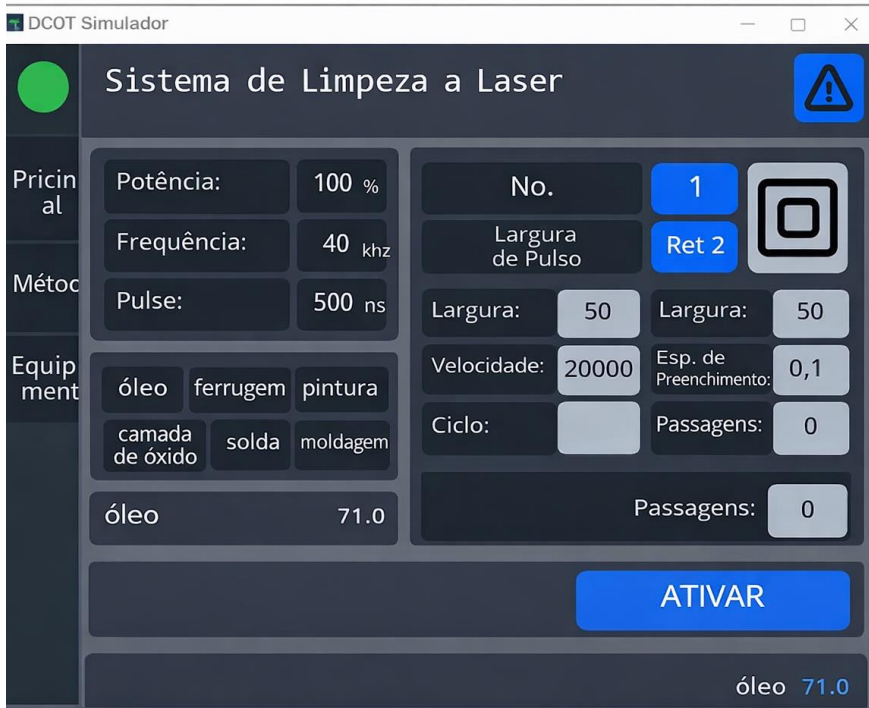 DCOT Simulador
Sistema de Limpeza a Laser
Pricin
al
Métoc
Equip
ment
Potência: 100 %
Frequência: 40 khz
Pulse: 500 ns
óleo ferrugem pintura
camada
de óxido
solda
moldagem
óleo 71.0
No. 1
Largura
de Pulso
Ret 2
Largura: 50
Largura: 50
Velocidade: 20000
Esp. de
Preenchimento:
0,1
Ciclo:
Passagens: 0
Passagens: 0
ATIVAR
óleo 71.0